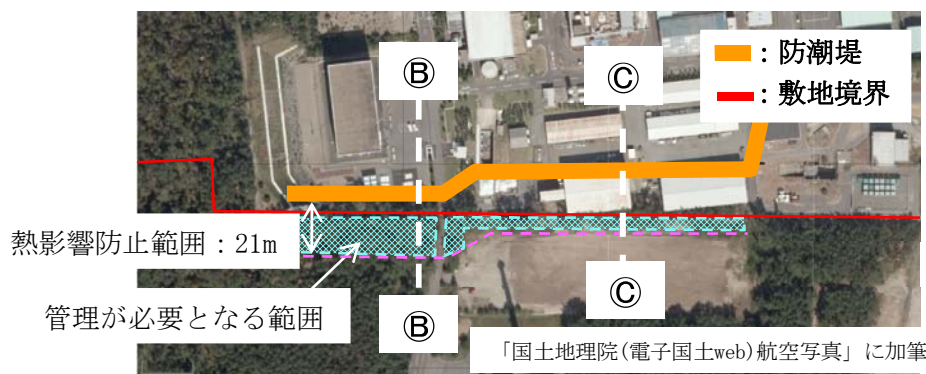 Ⓑ
Ⓒ
：防潮堤
：敷地境界
熱影響防止範囲：21m
管理が必要となる範囲
Ⓑ
Ⓒ
「国土地理院(電子国土web)航空写真」に加筆